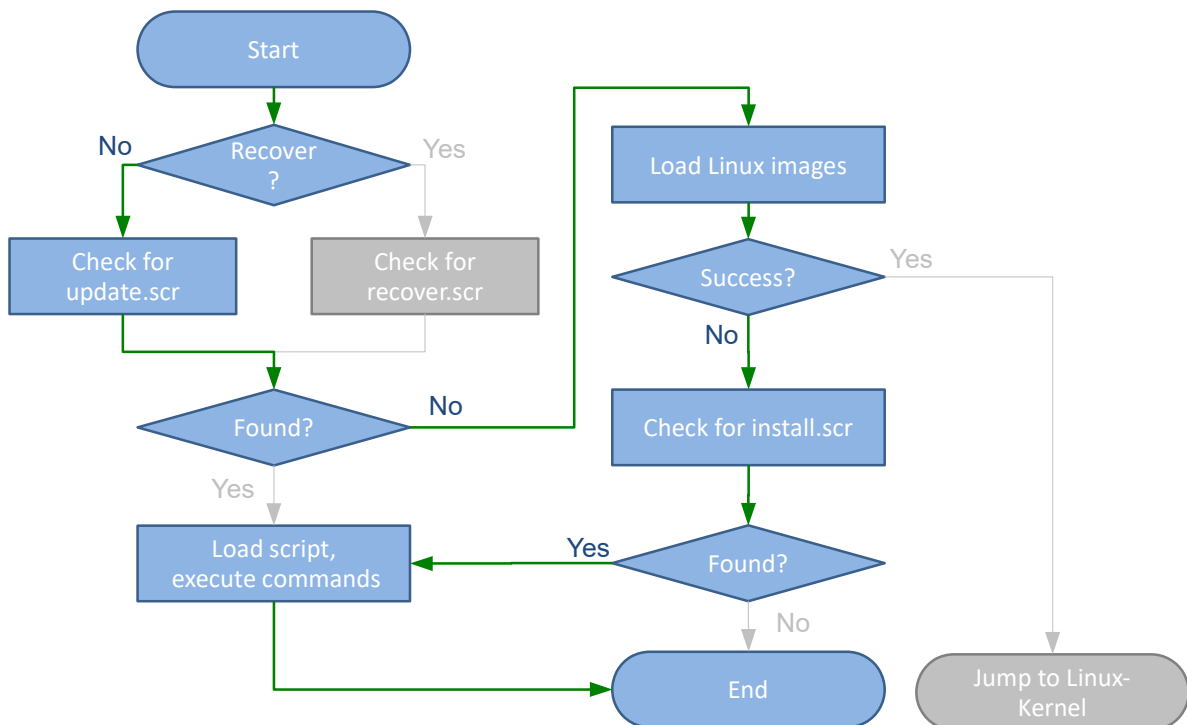 Start
No
Recover
?
Yes
Check for
update.scr
Check for
recover.scr
Found?
No
Yes
Load script,
execute commands
Load Linux images
Success?
Yes
No
Check for install.scr
Yes
Found?
No
End
Jump to Linux-
Kernel